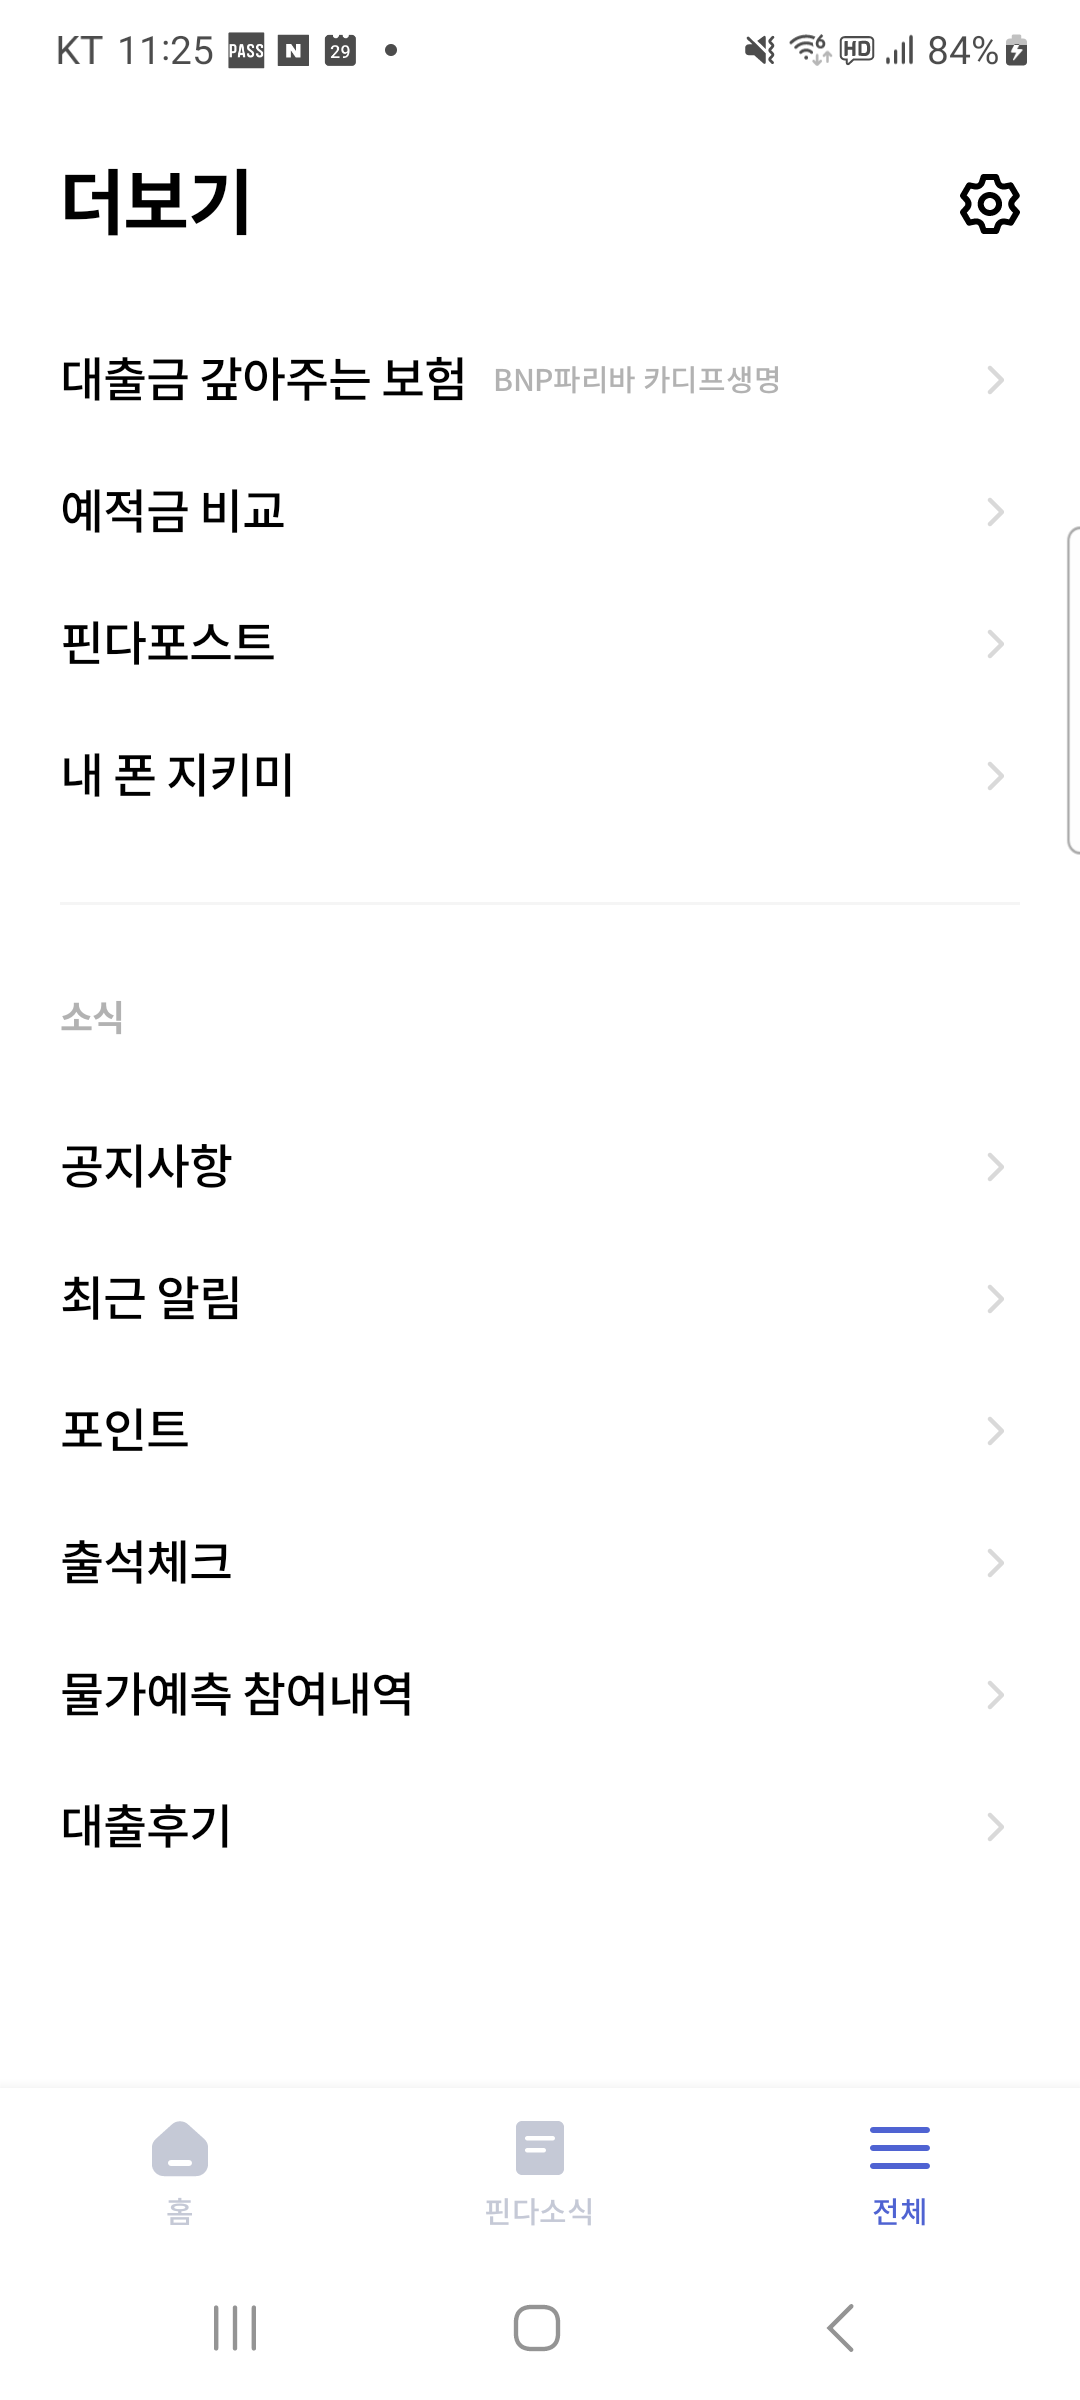 KT 11:25 PASS N 29 6 HD 84%
더보기
대출금 갚아주는 보험 BNP파리바 카디프생명
예적금 비교
핀다포스트
내 폰 지키미
소식
공지사항
최근 알림
포인트
출석체크
물가예측 참여내역
대출후기
홈 핀다소식 전체